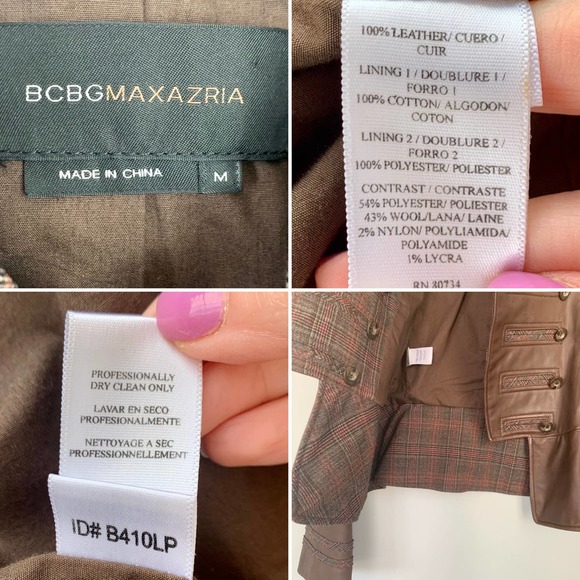 BCBGMAXAZRIA
MADE IN CHINA
M
100% LEATHER/ CUERO /
CUIR
LINING 1 / DOUBLURE 1 /
FORRO 1
100% COTTON/ ALGODON/
COTON
LINING 2 / DOUBLURE 2 /
FORRO 2
100% POLYESTER/ POLIESTER
CONTRAST / CONTRASTE
54% POLYESTER/ POLIESTER
43% WOOL/LANA/ LAINE
2% NYLON/ POLYLIAMIDA/
POLYAMIDE
1% LYCRA
RN 80734
PROFESSIONALLY
DRY CLEAN ONLY
LAVAR EN SECO
PROFESIONALMENTE
NETTOYAGE A SEC
PROFESSIONNELLEMENT
ID# B410LP